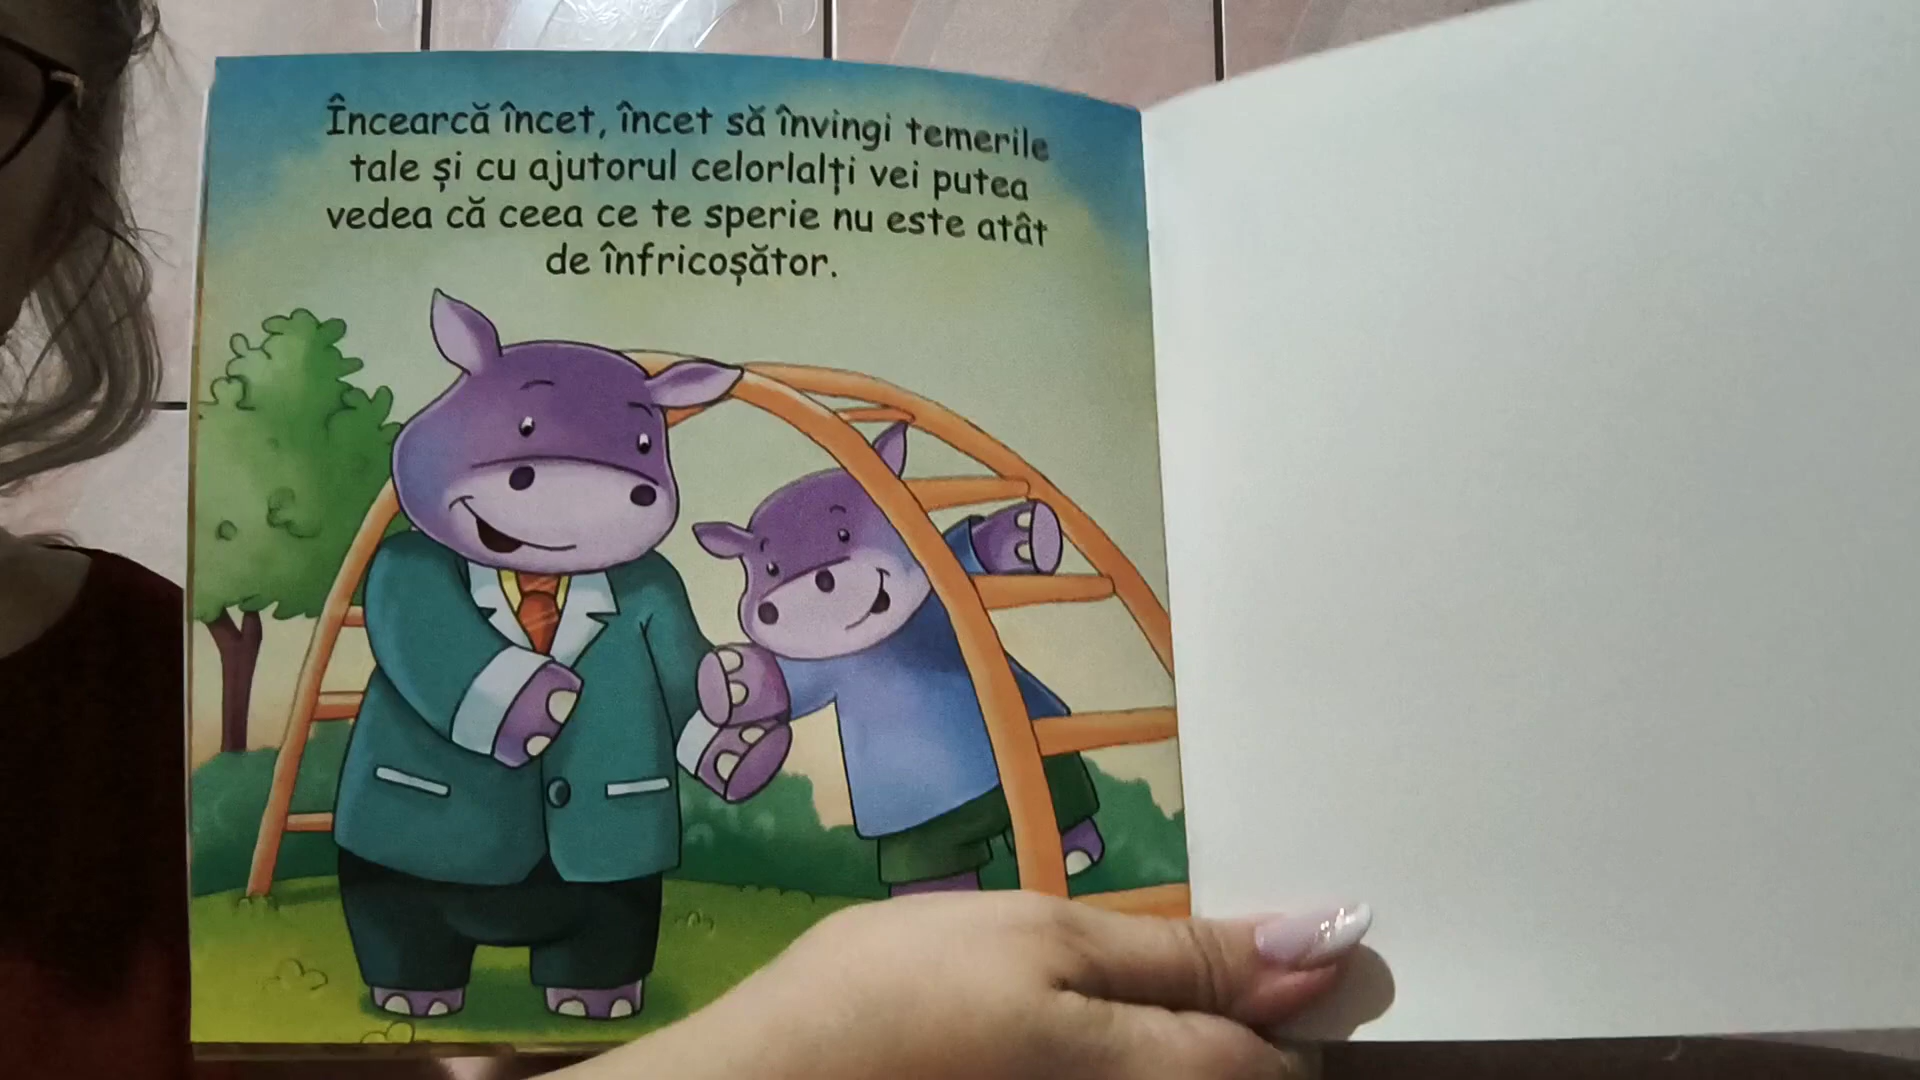 Încearcă încet, încet să învingi temerile
tale și cu ajutorul celorlalți vei putea
vedea că ceea ce te sperie nu este atât
de înfricoșător.